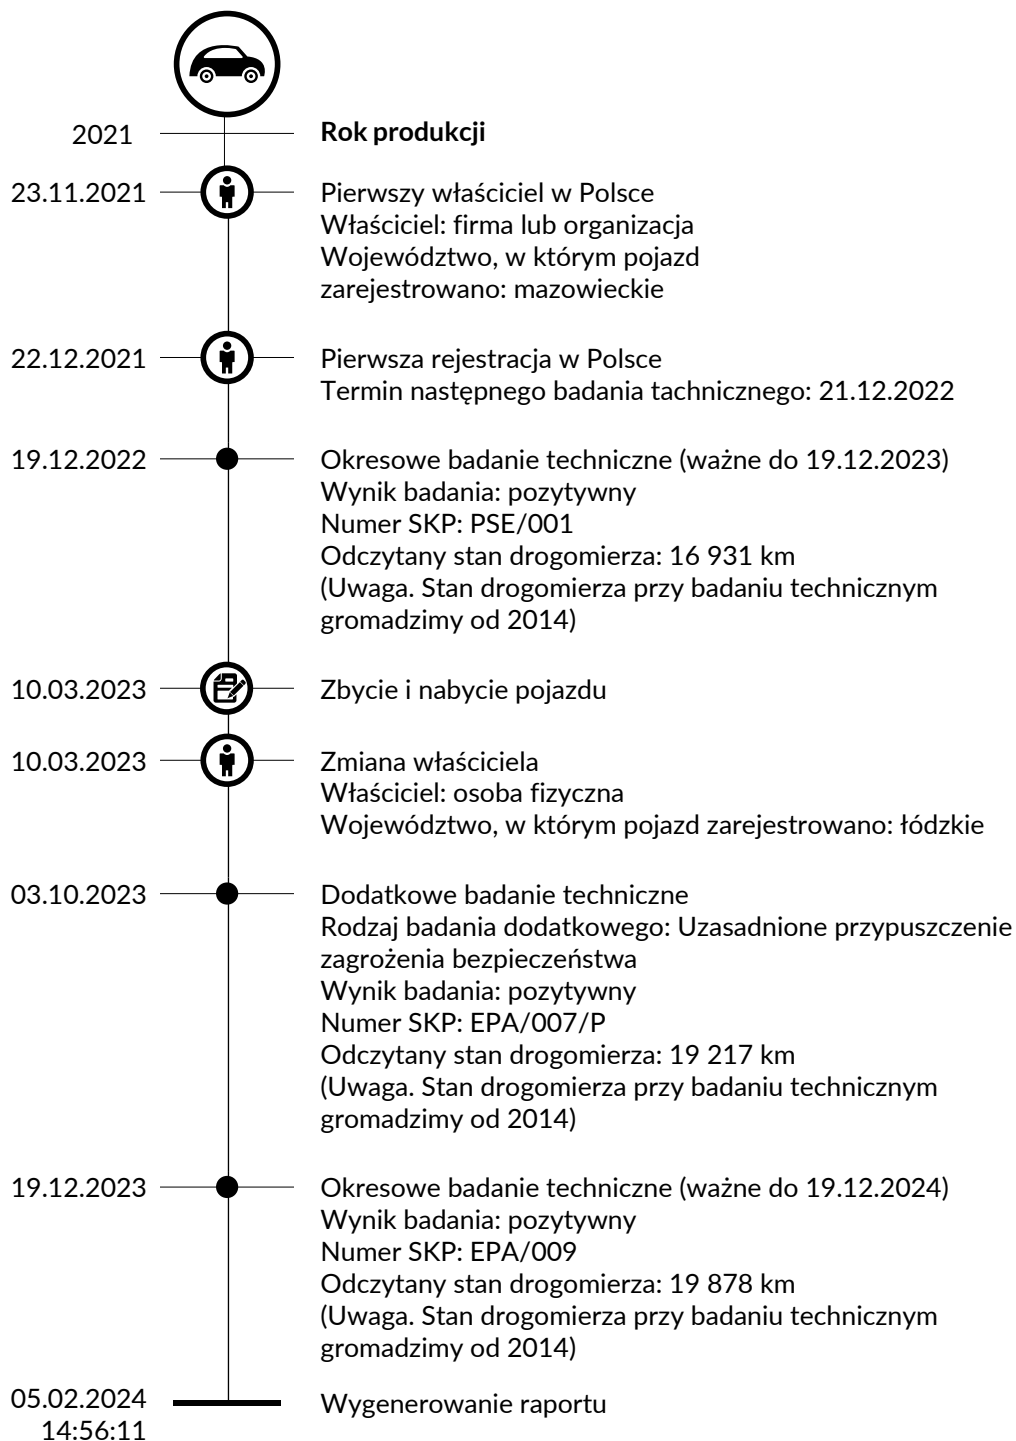 2021
Rok produkcji
23.11.2021
Pierwszy właściciel w Polsce
Właściciel: firma lub organizacja
Województwo, w którym pojazd
zarejestrowano: mazowieckie
22.12.2021
Pierwsza rejestracja w Polsce
Termin następnego badania tachnicznego: 21.12.2022
19.12.2022
Okresowe badanie techniczne (ważne do 19.12.2023)
Wynik badania: pozytywny
Numer SKP: PSE/001
Odczytany stan drogomierza: 16 931 km
(Uwaga. Stan drogomierza przy badaniu technicznym
gromadzimy od 2014)
10.03.2023
Zbycie i nabycie pojazdu
10.03.2023
Zmiana właściciela
Właściciel: osoba fizyczna
Województwo, w którym pojazd zarejestrowano: łódzkie
03.10.2023
Dodatkowe badanie techniczne
Rodzaj badania dodatkowego: Uzasadnione przypuszczenie
zagrożenia bezpieczeństwa
Wynik badania: pozytywny
Numer SKP: EPA/007/P
Odczytany stan drogomierza: 19 217 km
(Uwaga. Stan drogomierza przy badaniu technicznym
gromadzimy od 2014)
19.12.2023
Okresowe badanie techniczne (ważne do 19.12.2024)
Wynik badania: pozytywny
Numer SKP: EPA/009
Odczytany stan drogomierza: 19 878 km
(Uwaga. Stan drogomierza przy badaniu technicznym
gromadzimy od 2014)
05.02.2024
14:56:11
Wygenerowanie raportu